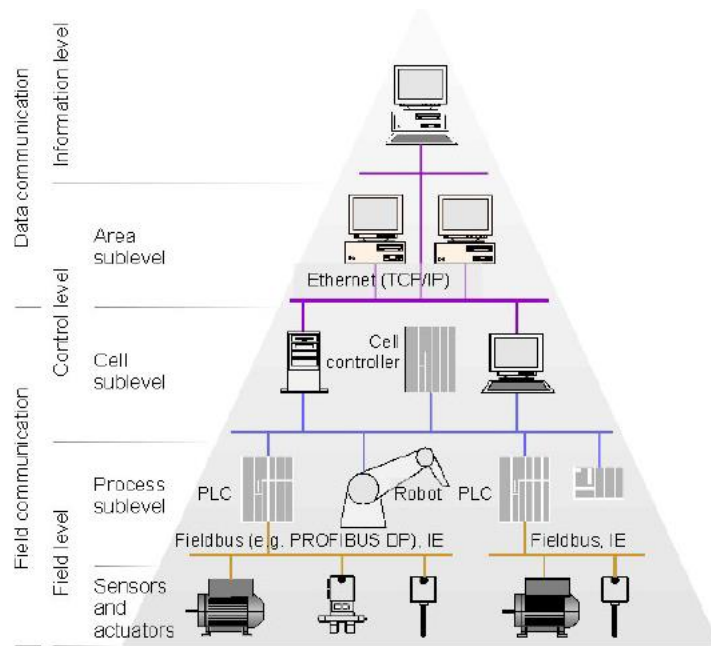 Data communication
Information level
Area
sublevel
Ethernet (TCP/IP)
Control level
Cell
sublevel
Cell
controller
Field communication
Field level
Process
sublevel
PLC
Robot
PLC
Fieldbus (e.g. PROFIBUS DP), IE
Fieldbus, IE
Sensors
and
actuators